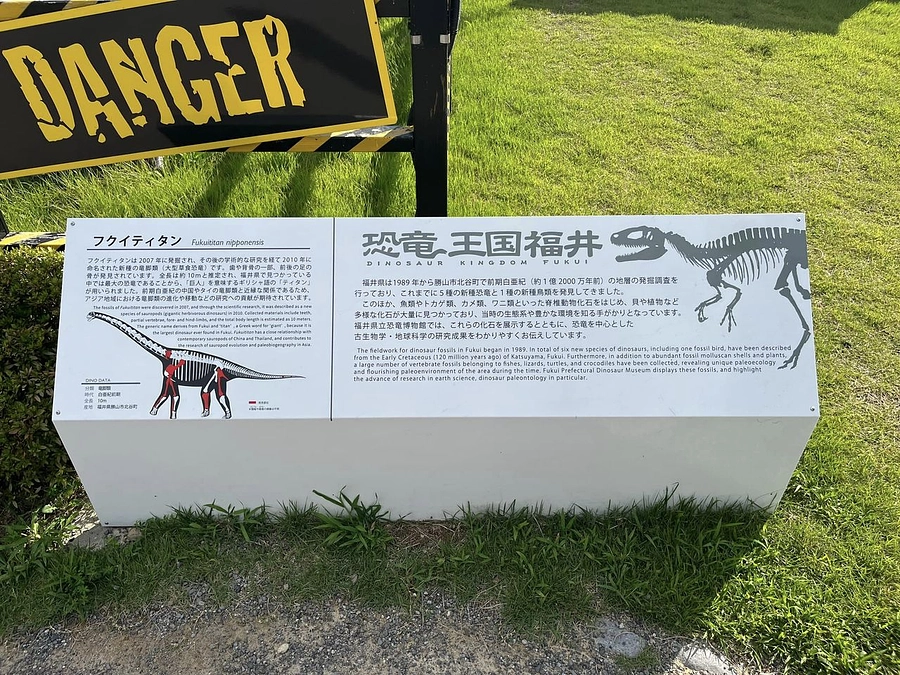 DANGER
フクイティタン Fukuititan nipponensis
フクイティタンは2007年に発掘され、その後の学術的な研究を経て2010年に
命名された新種の竜脚類（大型草食恐竜）です。歯や背骨の一部、前後の足の
骨が発見されています。全長は約10mと推定され、福井県で見つかっている
中では最大の恐竜であることから、「巨人」を意味するギリシャ語の「ティタン」
が用いられました。前期白亜紀の中国やタイの竜脚類と近縁な関係であるため、
アジア地域における竜脚類の進化や移動などの研究への貢献が期待されています。
The fossils of Fukuititan were discovered in 2007, and through the scientific research, it was described as a new
species of sauropods (gigantic herbivorous dinosaurs) in 2010. Collected materials include teeth,
partial vertebrae, fore- and hind-limbs, and the total body length is estimated as 10 meters.
The generic name derives from Fukui and "titan", a Greek word for "giant", because it is
the largest dinosaur ever found in Fukui. Fukuititan has a close relationship with
contemporary sauropods of China and Thailand, and contributes to
the research of sauropod evolution and paleobiogeography in Asia.
DINO DATA
分類 竜脚類
時代 白亜紀前期
全長 10m
産地 福井県勝山市北谷町
恐竜王国福井
DINOSAUR KINGDOM FUKUI
福井県は1989年から勝山市北谷町で前期白亜紀（約1億2000万年前）の地層の発掘調査を
行っており、これまでに5種の新種恐竜と1種の新種鳥類を発見してきました。
このほか、魚類やトカゲ類、カメ類、ワニ類といった脊椎動物化石をはじめ、貝や植物など
多様な化石が大量に見つかっており、当時の生態系や豊かな環境を知る手がかりとなっています。
福井県立恐竜博物館では、これらの化石を展示するとともに、恐竜を中心とした
古生物学・地球科学の研究成果をわかりやすくお伝えしています。
The fieldwork for dinosaur fossils in Fukui began in 1989. In total of six new species of dinosaurs, including one fossil bird, have been described
from the Early Cretaceous (120 million years ago) of Katsuyama, Fukui. Furthermore, in addition to abundant fossil molluscan shells and plants,
a large number of vertebrate fossils belonging to fishes, lizards, turtles, and crocodiles have been collected, revealing unique paleoecology
and flourishing paleoenvironment of the area during the time. Fukui Prefectural Dinosaur Museum displays these fossils, and highlight
the advance of research in earth science, dinosaur paleontology in particular.